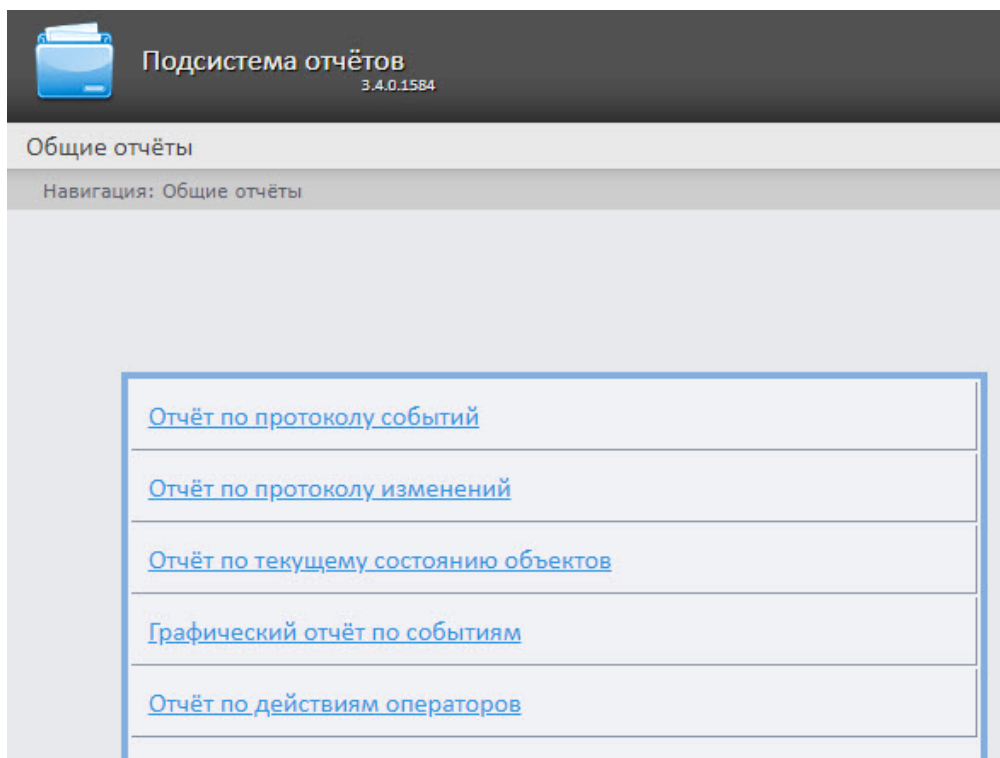 Подсистема отчётов
3.4.0.1584
Общие отчёты
Навигация: Общие отчёты
Отчёт по протоколу событий
Отчёт по протоколу изменений
Отчёт по текущему состоянию объектов
Графический отчёт по событиям
Отчёт по действиям операторов